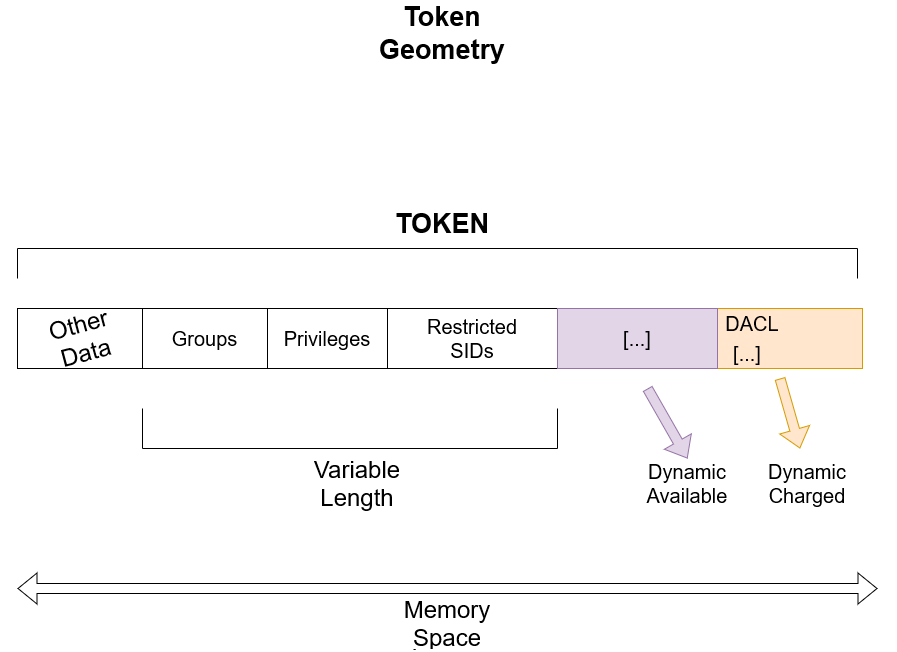 Token
Geometry
TOKEN
Other
Data
Groups
Privileges
Restricted
SIDs
[...]
DACL
[...]
Variable
Length
Dynamic
Available
Dynamic
Charged
Memory
Space